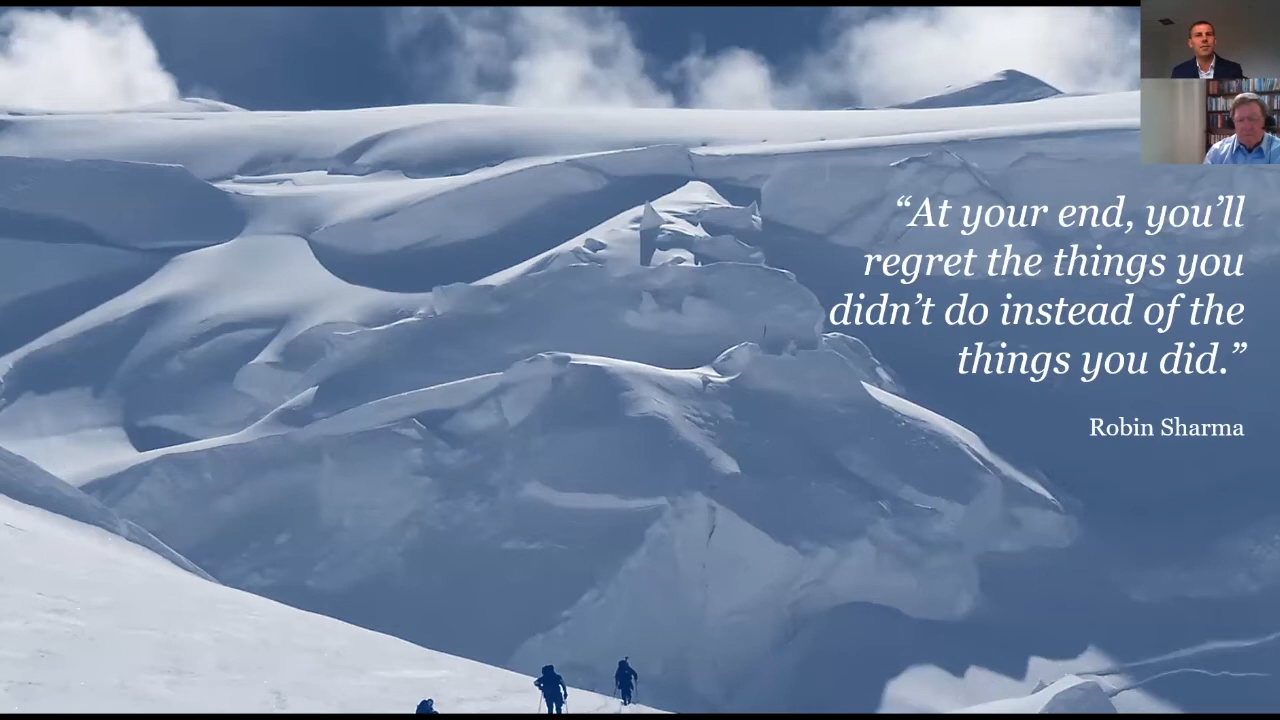 “At your end, you’ll
regret the things you
didn’t do instead of the
things you did.”
Robin Sharma